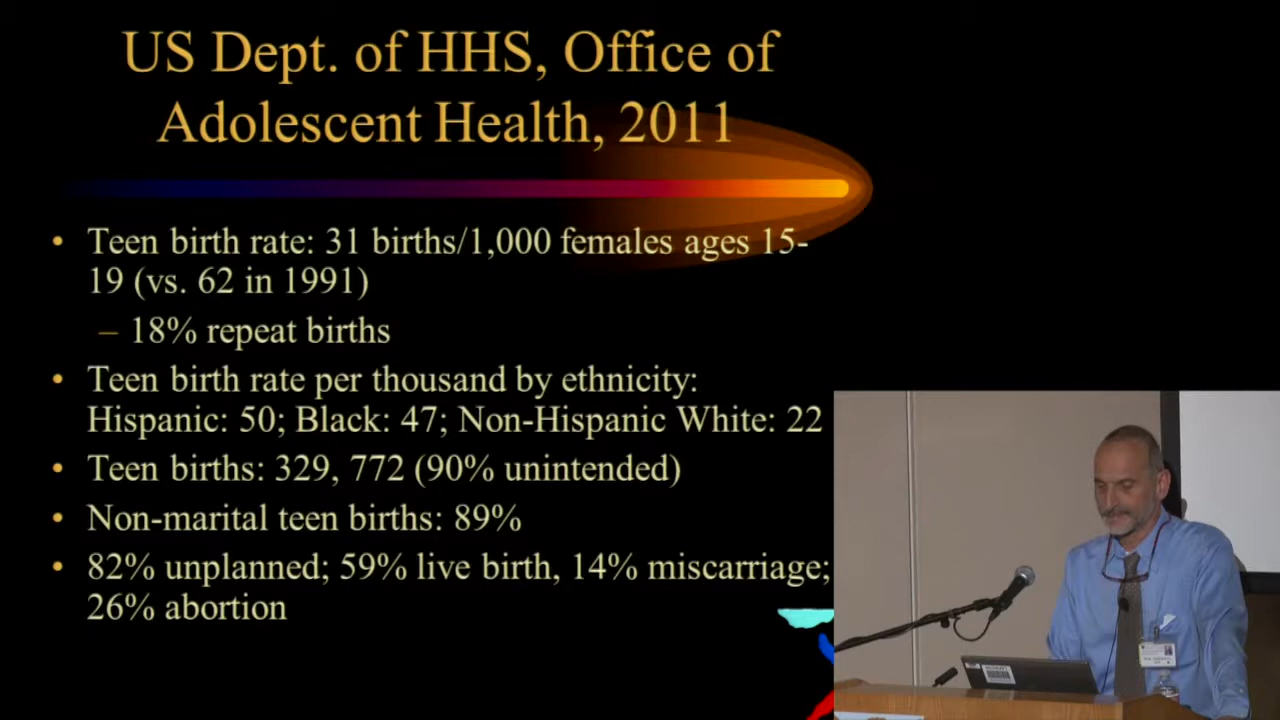 US Dept. of HHS, Office of
Adolescent Health, 2011
• Teen birth rate: 31 births/1,000 females ages 15-
19 (vs. 62 in 1991)
– 18% repeat births
• Teen birth rate per thousand by ethnicity:
Hispanic: 50; Black: 47; Non-Hispanic White: 22
• Teen births: 329, 772 (90% unintended)
• Non-marital teen births: 89%
• 82% unplanned; 59% live birth, 14% miscarriage;
26% abortion